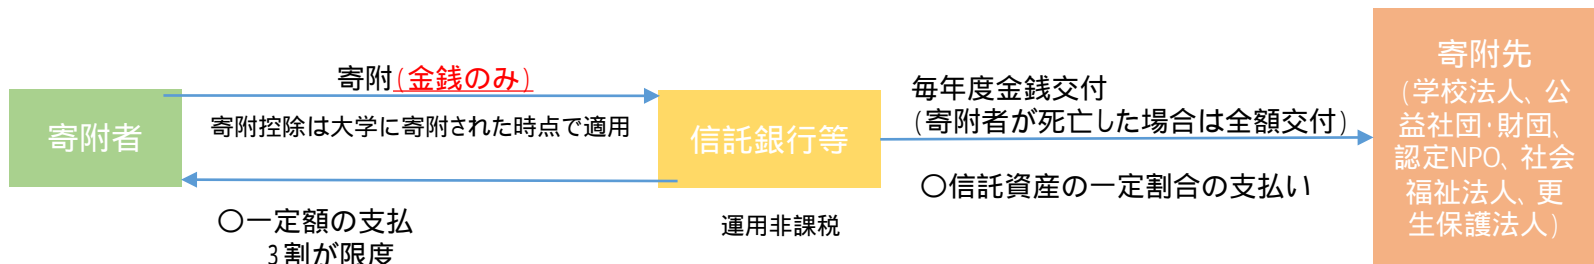 寄附者
寄附(金銭のみ)
寄附控除は大学に寄附された時点で適用
〇一定額の支払
3割が限度
信託銀行等
運用非課税
毎年度金銭交付
(寄附者が死亡した場合は全額交付)
〇信託資産の一定割合の支払い
寄附先
(学校法人、公
益社団・財団、
認定NPO、社会
福祉法人、更
生保護法人)